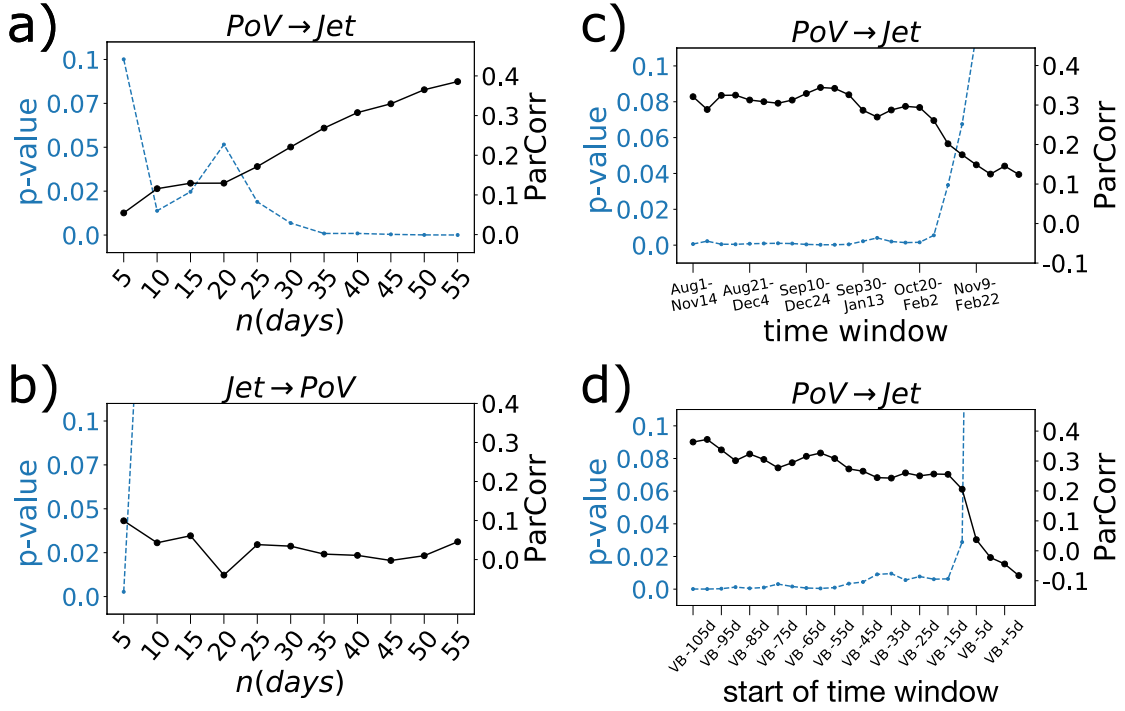 a)
PoV → Jet
p-value
0.1
0.07
0.05
0.02
0.0
0.4
0.3
0.2
0.1
0.0
ParCorr
5 10 15 20 25 30 35 40 45 50 55
n(days)
c)
PoV → Jet
p-value
0.1
0.08
0.06
0.04
0.02
0.0
0.4
0.3
0.2
0.1
0.0
-0.1
ParCorr
Aug1- Aug21- Sep10- Sep30- Oct20- Nov9-
Nov14 Dec4 Dec24 Jan13 Feb2 Feb22
time window
b)
Jet → PoV
p-value
0.1
0.07
0.05
0.02
0.0
0.4
0.3
0.2
0.1
0.0
ParCorr
5 10 15 20 25 30 35 40 45 50 55
n(days)
d)
PoV → Jet
p-value
0.1
0.08
0.06
0.04
0.02
0.0
0.4
0.3
0.2
0.1
0.0
-0.1
ParCorr
VB-105d VB-95d VB-85d VB-75d VB-65d VB-55d VB-45d VB-35d VB-25d VB-15d VB-5d VB+5d
start of time window